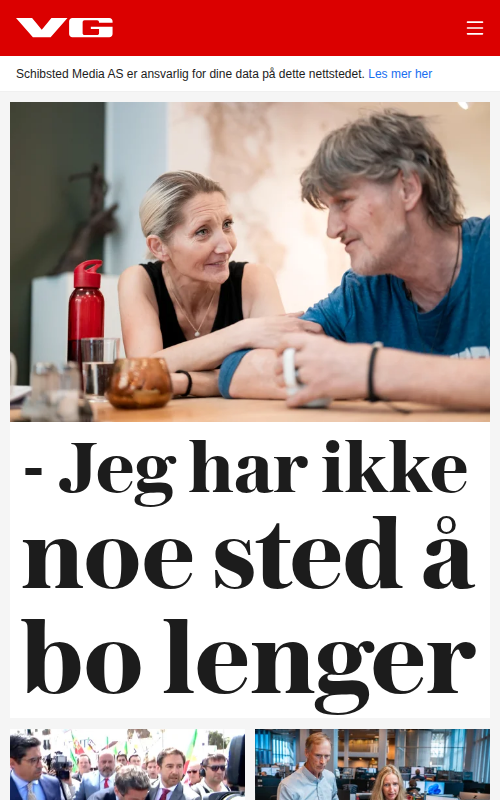 VG
Schibsted Media AS er ansvarlig for dine data på dette nettstedet. Les mer her
- Jeg har ikke
noe sted å
bo lenger